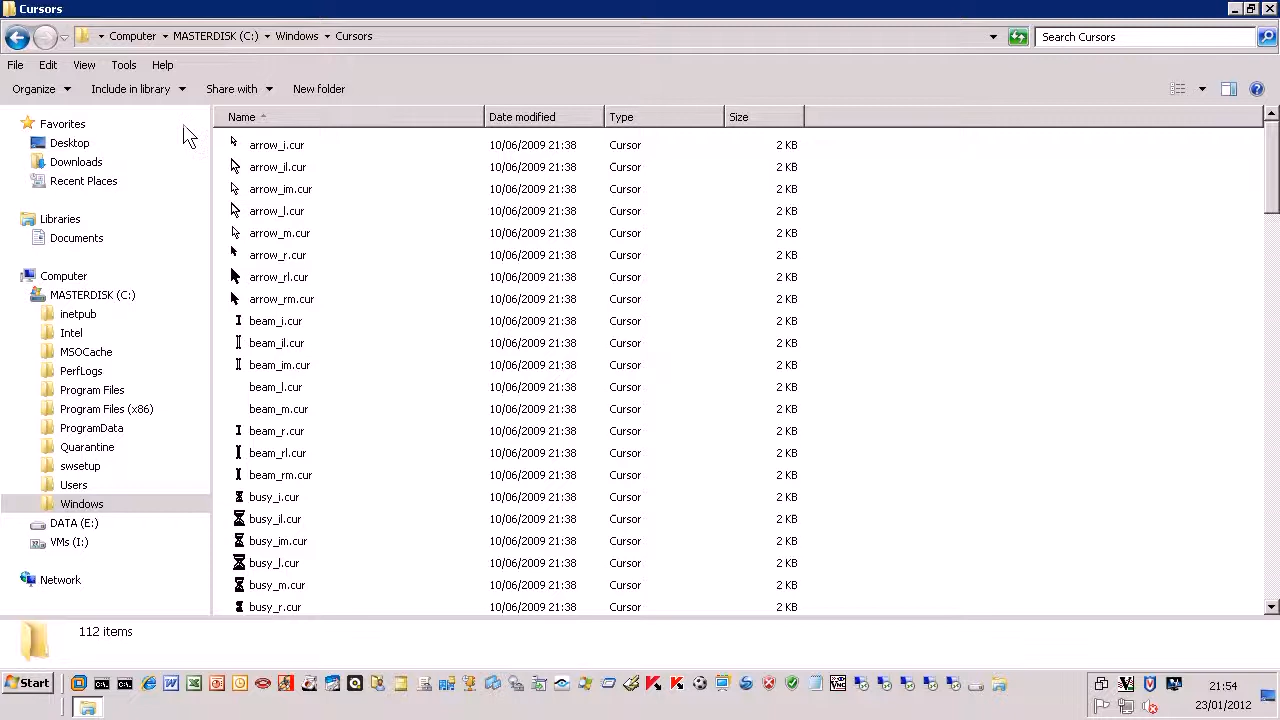 Cursors
Computer MASTERDISK (C:) Windows Cursors
Search Cursors
File Edit View Tools Help
Organize Include in library Share with New folder
Favorites
Desktop
Downloads
Recent Places
Libraries
Documents
Computer
MASTERDISK (C:)
inetpub
Intel
MSOCache
PerfLogs
Program Files
Program Files (x86)
ProgramData
Quarantine
swsetup
Users
Windows
DATA (E:)
VMs (I:)
Network
Name Date modified Type Size
arrow_i.cur 10/06/2009 21:38 Cursor 2 KB
arrow_il.cur 10/06/2009 21:38 Cursor 2 KB
arrow_im.cur 10/06/2009 21:38 Cursor 2 KB
arrow_l.cur 10/06/2009 21:38 Cursor 2 KB
arrow_m.cur 10/06/2009 21:38 Cursor 2 KB
arrow_r.cur 10/06/2009 21:38 Cursor 2 KB
arrow_rl.cur 10/06/2009 21:38 Cursor 2 KB
arrow_rm.cur 10/06/2009 21:38 Cursor 2 KB
beam_i.cur 10/06/2009 21:38 Cursor 2 KB
beam_il.cur 10/06/2009 21:38 Cursor 2 KB
beam_im.cur 10/06/2009 21:38 Cursor 2 KB
beam_l.cur 10/06/2009 21:38 Cursor 2 KB
beam_m.cur 10/06/2009 21:38 Cursor 2 KB
beam_r.cur 10/06/2009 21:38 Cursor 2 KB
beam_rl.cur 10/06/2009 21:38 Cursor 2 KB
beam_rm.cur 10/06/2009 21:38 Cursor 2 KB
busy_i.cur 10/06/2009 21:38 Cursor 2 KB
busy_il.cur 10/06/2009 21:38 Cursor 2 KB
busy_im.cur 10/06/2009 21:38 Cursor 2 KB
busy_l.cur 10/06/2009 21:38 Cursor 2 KB
busy_m.cur 10/06/2009 21:38 Cursor 2 KB
busy_r.cur 10/06/2009 21:38 Cursor 2 KB
112 items
Start
21:54
23/01/2012